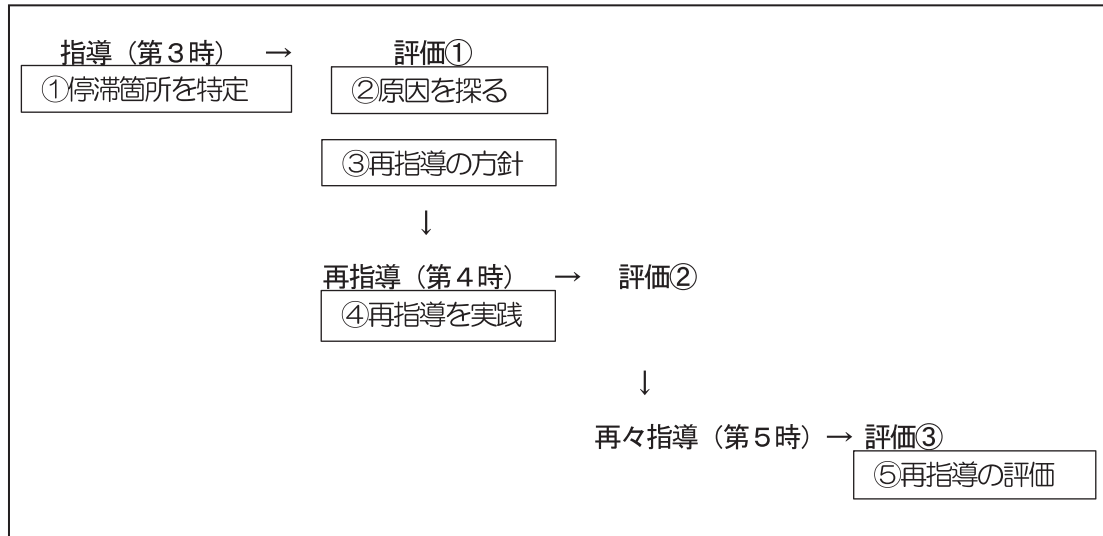 指導（第３時） → 評価①
①停滞箇所を特定 ②原因を探る
③再指導の方針
↓
再指導（第４時） → 評価②
④再指導を実践
↓
再々指導（第５時）→ 評価③
⑤再指導の評価